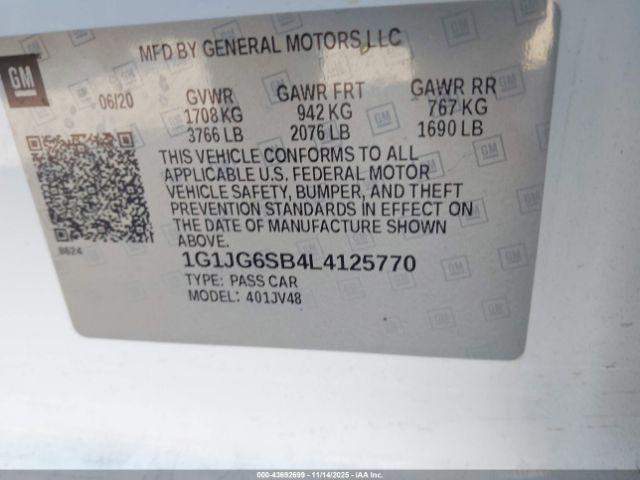 MFD BY GENERAL MOTORS LLC
GM
06/20
GVWR GAWR FRT GAWR RR
1708 KG 942 KG 767 KG
3766 LB 2076 LB 1690 LB
THIS VEHICLE CONFORMS TO ALL
APPLICABLE U.S. FEDERAL MOTOR
VEHICLE SAFETY, BUMPER, AND THEFT
PREVENTION STANDARDS IN EFFECT ON
THE DATE OF MANUFACTURE SHOWN
ABOVE.
8624
1G1JG6SB4L4125770
TYPE: PASS CAR
MODEL: 401JV48
000-43692699 - 11/14/2025 - IAAI.COM